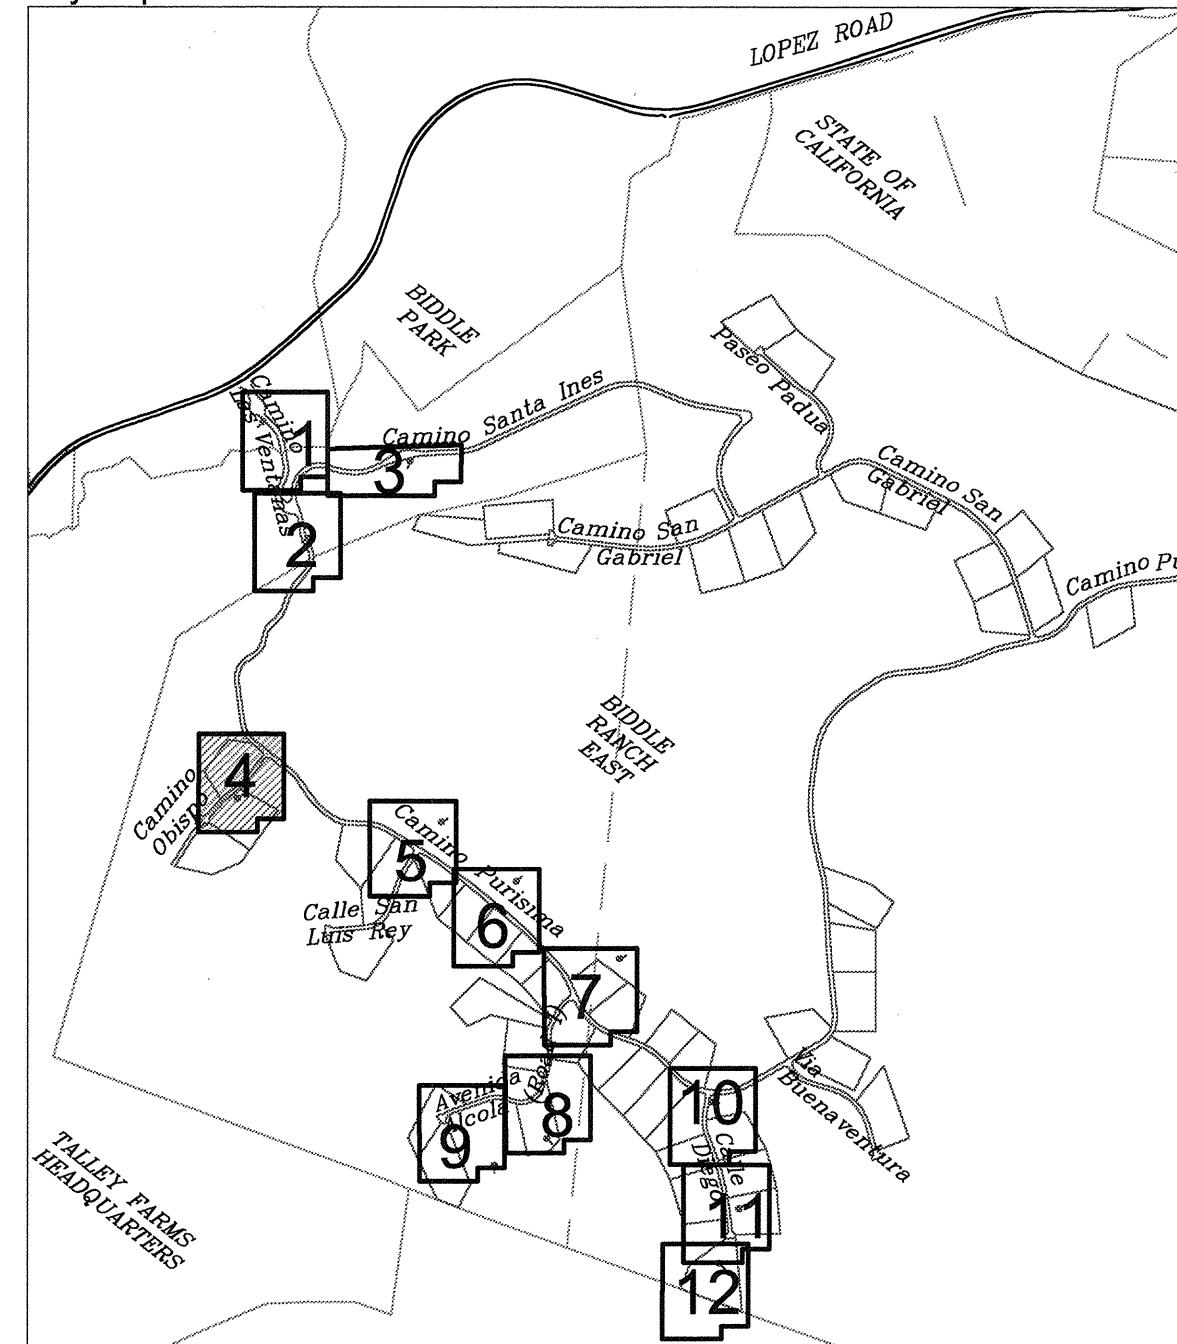 LOPEZ ROAD
STATE OF
CALIFORNIA
BIDDLE
PARK
Paseo Padua
Camino
Las Ventanas
1
Camino Santa Ines
3
Camino San
Gabriel
2
Camino San
Gabriel
Camino Pu
BIDDLE
RANCH
EAST
4
Camino
Obispo
5
Camino Purisima
Calle San
Luis Rey
6
7
Via
Buenaventura
10
8
Avenida
Alcola
9
Calle
Diego
11
12
TALLEY FARMS
HEADQUARTERS